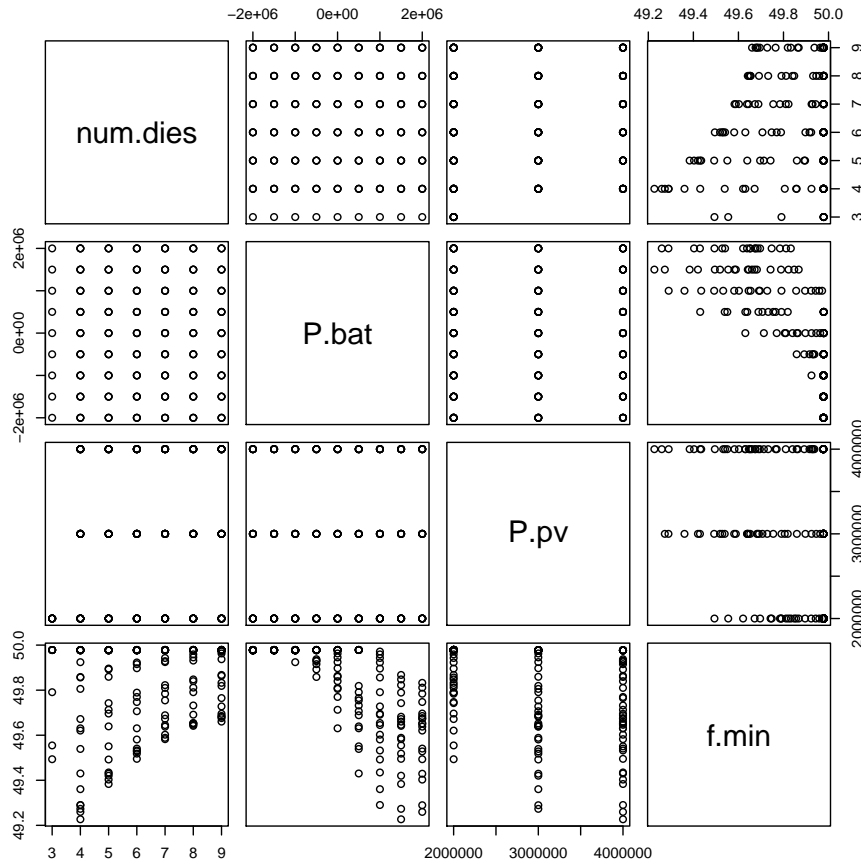 -2e+06 0e+00 2e+06
49.2 49.4 49.6 49.8 50.0
num.dies
3 4 5 6 7 8 9
-2e+06 0e+00 2e+06
P.bat
P.pv
2000000 3000000 4000000
49.2 49.4 49.6 49.8 50.0
f.min
3 4 5 6 7 8 9
2000000 3000000 4000000